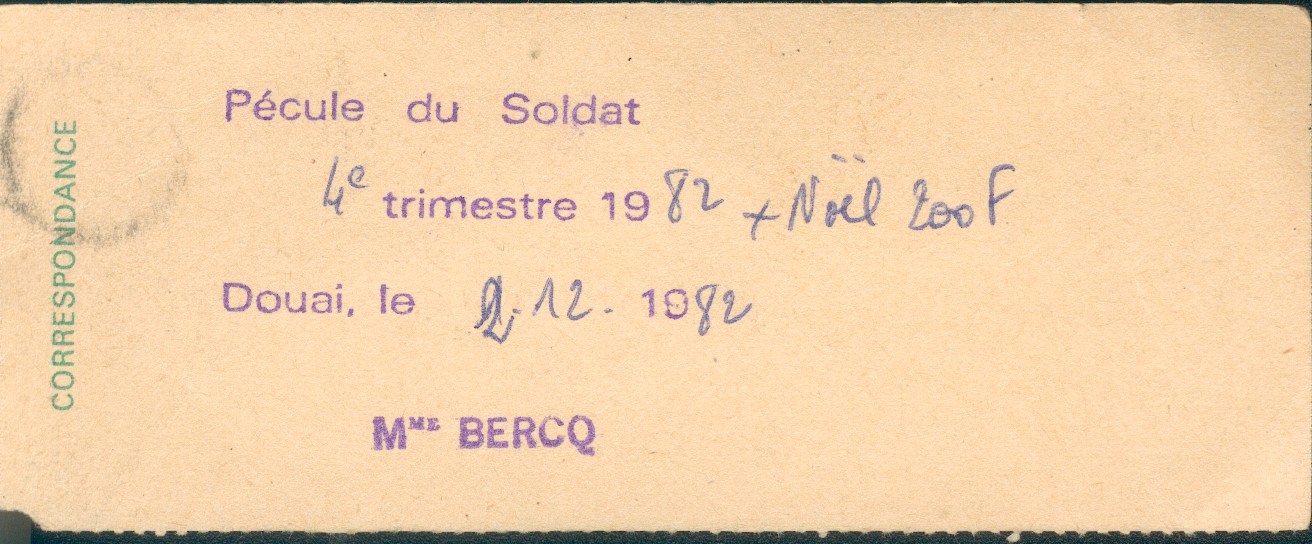 CORRESPONDANCE
Pécule du Soldat
4e trimestre 1982 + Noël 200F
Douai, le 2.12. 1982
MME BERCQ